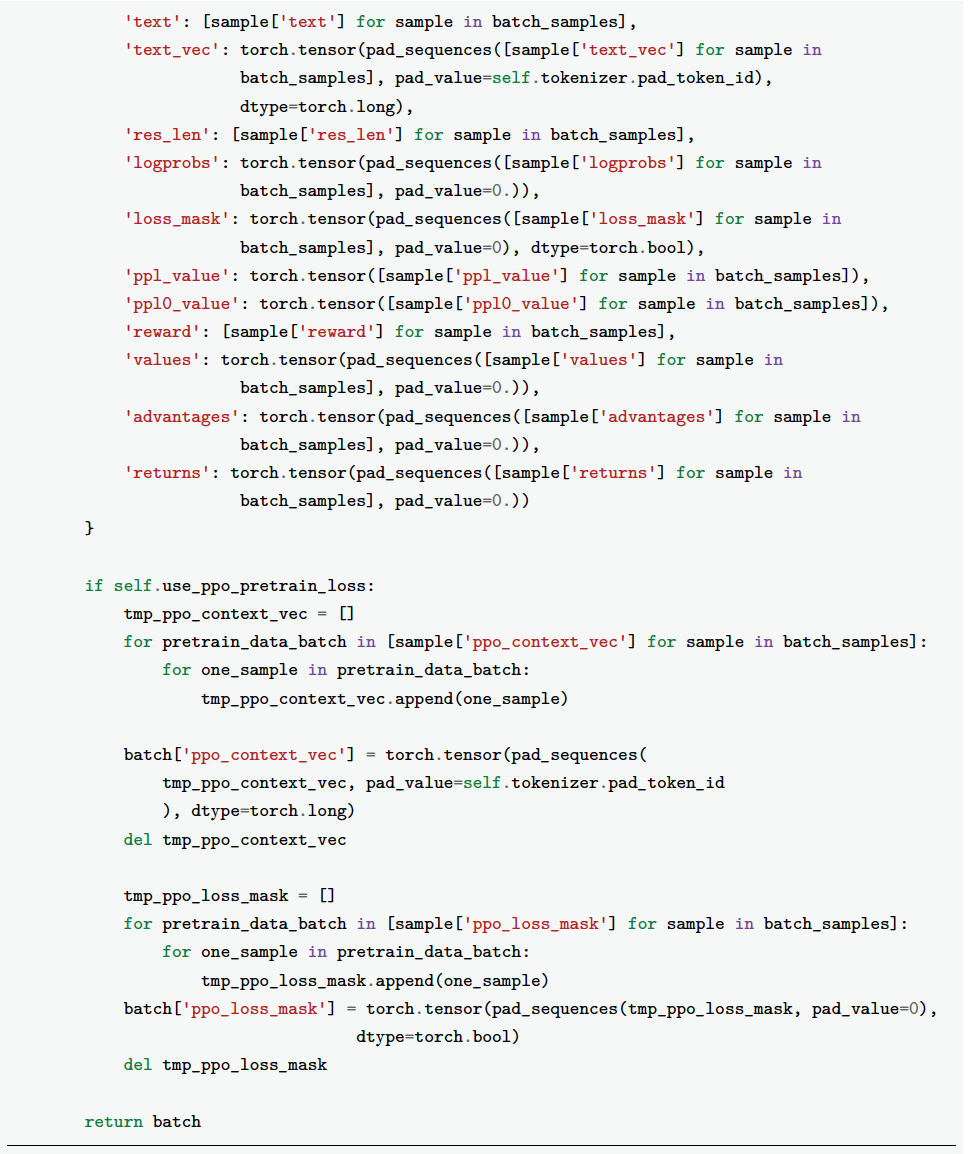 'text': [sample['text'] for sample in batch_samples],
'text_vec': torch.tensor(pad_sequences([sample['text_vec'] for sample in
batch_samples], pad_value=self.tokenizer.pad_token_id),
dtype=torch.long),
'res_len': [sample['res_len'] for sample in batch_samples],
'logprobs': torch.tensor(pad_sequences([sample['logprobs'] for sample in
batch_samples], pad_value=0.)),
'loss_mask': torch.tensor(pad_sequences([sample['loss_mask'] for sample in
batch_samples], pad_value=0), dtype=torch.bool),
'ppl_value': torch.tensor([sample['ppl_value'] for sample in batch_samples]),
'ppl0_value': torch.tensor([sample['ppl0_value'] for sample in batch_samples]),
'reward': [sample['reward'] for sample in batch_samples],
'values': torch.tensor(pad_sequences([sample['values'] for sample in
batch_samples], pad_value=0.)),
'advantages': torch.tensor(pad_sequences([sample['advantages'] for sample in
batch_samples], pad_value=0.)),
'returns': torch.tensor(pad_sequences([sample['returns'] for sample in
batch_samples], pad_value=0.))
}
if self.use_ppo_pretrain_loss:
tmp_ppo_context_vec = []
for pretrain_data_batch in [sample['ppo_context_vec'] for sample in batch_samples]:
for one_sample in pretrain_data_batch:
tmp_ppo_context_vec.append(one_sample)
batch['ppo_context_vec'] = torch.tensor(pad_sequences(
tmp_ppo_context_vec, pad_value=self.tokenizer.pad_token_id
), dtype=torch.long)
del tmp_ppo_context_vec
tmp_ppo_loss_mask = []
for pretrain_data_batch in [sample['ppo_loss_mask'] for sample in batch_samples]:
for one_sample in pretrain_data_batch:
tmp_ppo_loss_mask.append(one_sample)
batch['ppo_loss_mask'] = torch.tensor(pad_sequences(tmp_ppo_loss_mask, pad_value=0),
dtype=torch.bool)
del tmp_ppo_loss_mask
return batch